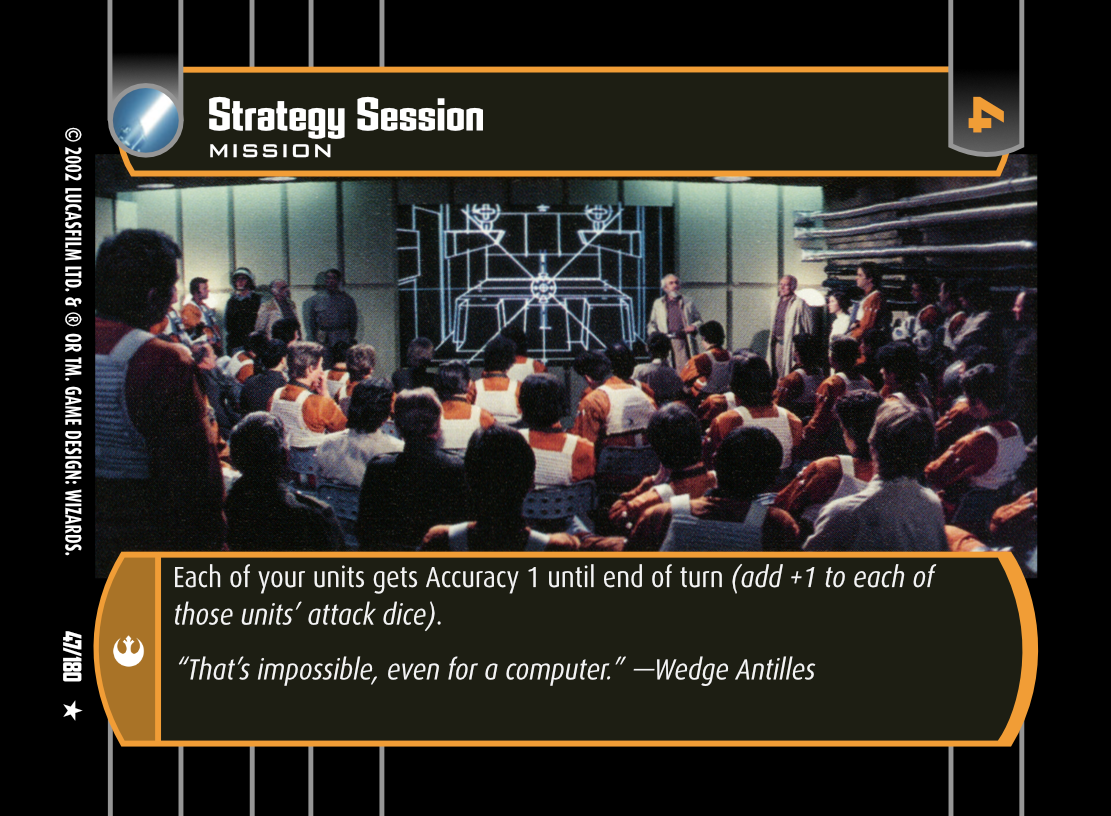 Strategy Session
MISSION
4
Each of your units gets Accuracy 1 until end of turn (add +1 to each of
those units’ attack dice).
“That’s impossible, even for a computer.” —Wedge Antilles
© 2002 LUCASFILM LTD. & ® OR TM. GAME DESIGN: WIZARDS.
47/180 ★